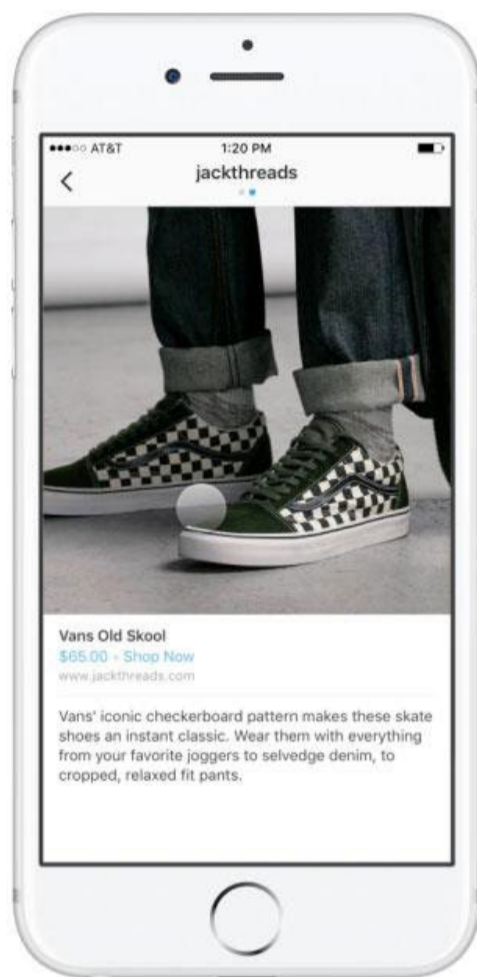 AT&T 1:20 PM
jackthreads
Vans Old Skool
$65.00 • Shop Now
www.jackthreads.com
Vans' iconic checkerboard pattern makes these skate
shoes an instant classic. Wear them with everything
from your favorite joggers to selvedge denim, to
cropped, relaxed fit pants.